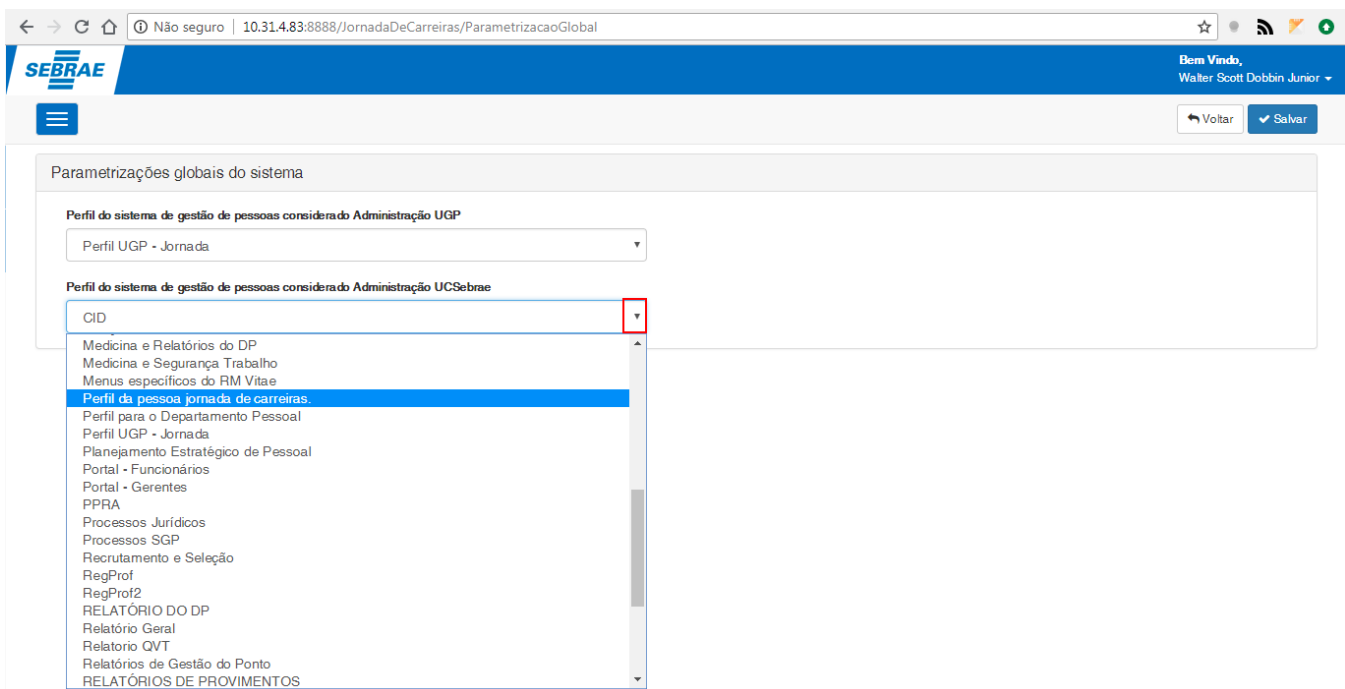 Não seguro | 10.31.4.83:8888/JornadaDeCarreiras/ParametrizacaoGlobal
SEBRAE
Bem Vindo,
Walter Scott Dobbin Junior
Voltar
Salvar
Parametrizações globais do sistema
Perfil do sistema de gestão de pessoas considerado Administração UGP
Perfil UGP - Jornada
Perfil do sistema de gestão de pessoas considerado Administração UCSebrae
CID
Medicina e Relatórios do DP
Medicina e Segurança Trabalho
Menus específicos do RM Vitae
Perfil da pessoa jornada de carreiras.
Perfil para o Departamento Pessoal
Perfil UGP - Jornada
Planejamento Estratégico de Pessoal
Portal - Funcionários
Portal - Gerentes
PPRA
Processos Jurídicos
Processos SGP
Recrutamento e Seleção
RegProf
RegProf2
RELATÓRIO DO DP
Relatório Geral
Relatorio QVT
Relatórios de Gestão do Ponto
RELATÓRIOS DE PROVIMENTOS